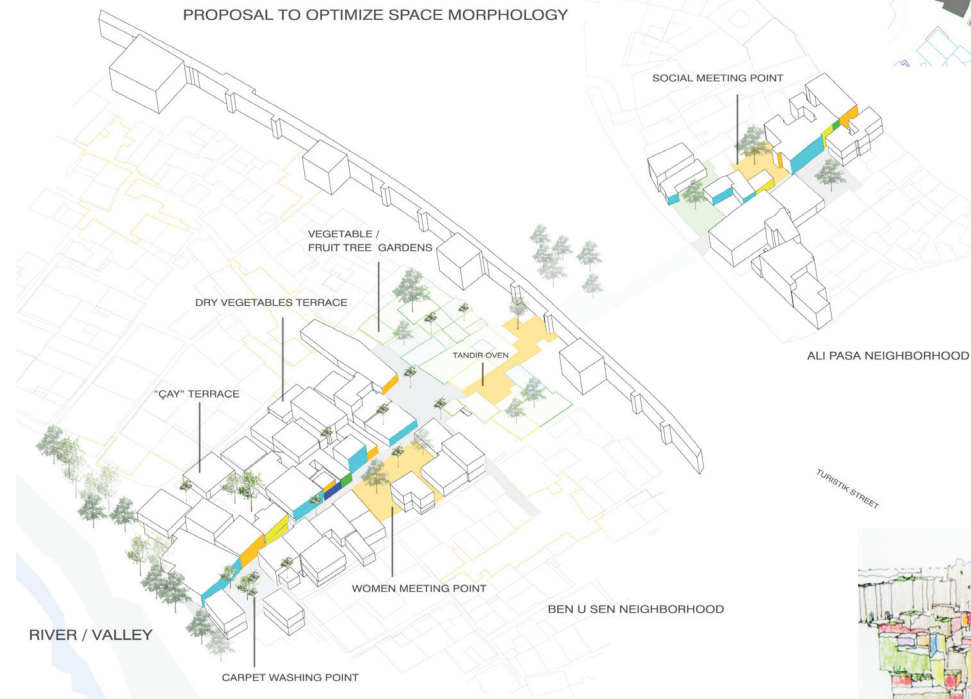 PROPOSAL TO OPTIMIZE SPACE MORPHOLOGY
SOCIAL MEETING POINT
VEGETABLE /
FRUIT TREE GARDENS
DRY VEGETABLES TERRACE
TANDIR OVEN
ALI PASA NEIGHBORHOOD
"ÇAY" TERRACE
TURISTIK STREET
WOMEN MEETING POINT
BEN U SEN NEIGHBORHOOD
RIVER / VALLEY
CARPET WASHING POINT